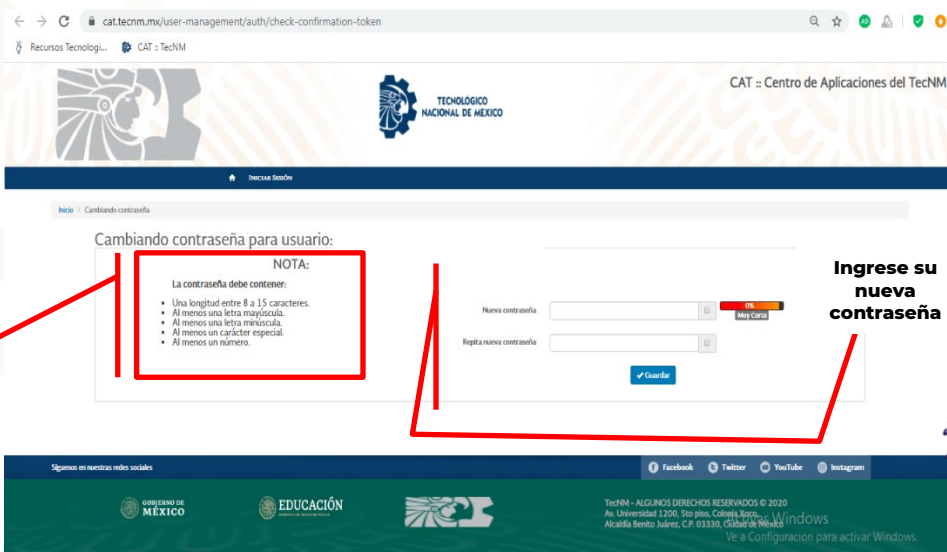 cat.tecnm.mx/user-management/auth/check-confirmation-token
Recursos Tecnologi...
CAT :: TecNM
TECNOLÓGICO
NACIONAL DE MÉXICO
CAT :: Centro de Aplicaciones del TecNM
INICIAR SESIÓN
Inicio / Cambiando contraseña
Cambiando contraseña para usuario:
NOTA:
La contraseña debe contener:
• Una longitud entre 8 a 15 caracteres.
• Al menos una letra mayúscula.
• Al menos una letra minúscula.
• Al menos un carácter especial.
• Al menos un número.
Nueva contraseña
0%
Muy Corta
Repita nueva contraseña
Guardar
Ingrese su
nueva
contraseña
Síguenos en nuestras redes sociales
Facebook
Twitter
YouTube
Instagram
GOBIERNO DE
MÉXICO
EDUCACIÓN
TecNM - ALGUNOS DERECHOS RESERVADOS © 2020
Av. Universidad 1200, 5to piso, Colonia Xoco,
Alcaldía Benito Juárez, C.P. 03330, Ciudad de México
Windows
Ve a Configuración para activar Windows.